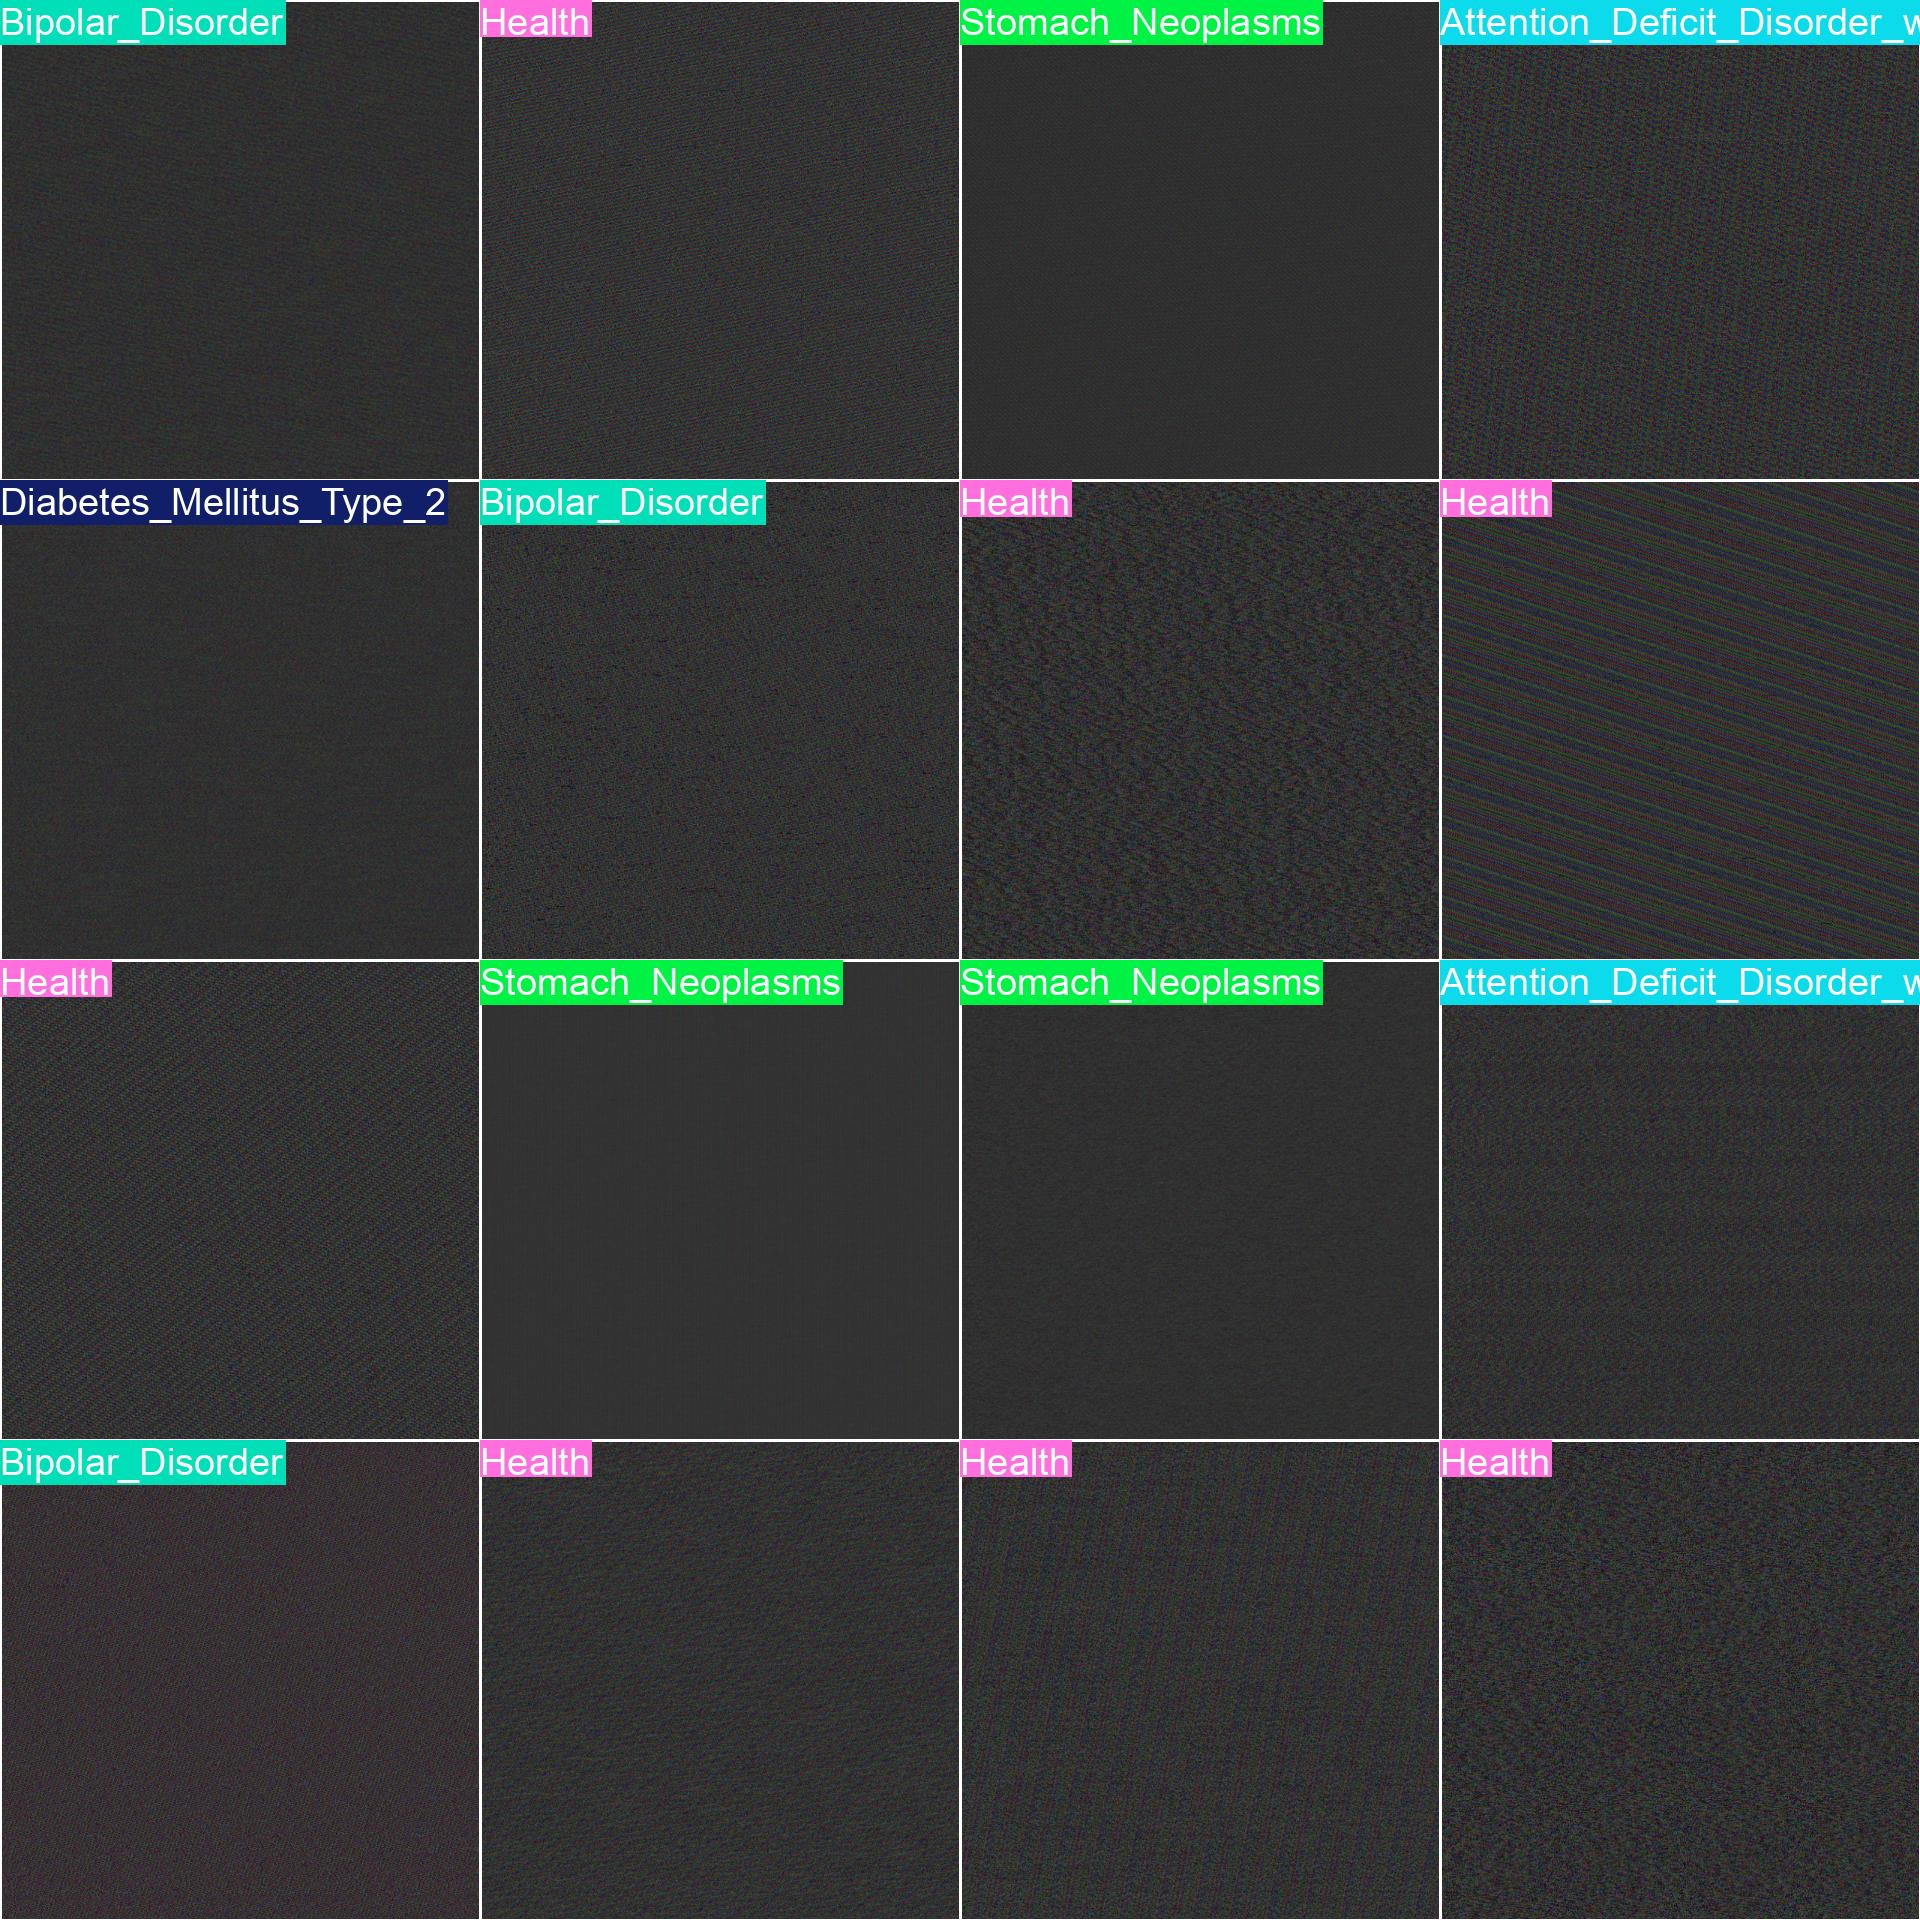 Bipolar_Disorder
Health
Stomach_Neoplasms
Attention_Deficit_Disorder_w
Diabetes_Mellitus_Type_2
Bipolar_Disorder
Health
Health
Health
Stomach_Neoplasms
Stomach_Neoplasms
Attention_Deficit_Disorder_w
Bipolar_Disorder
Health
Health
Health